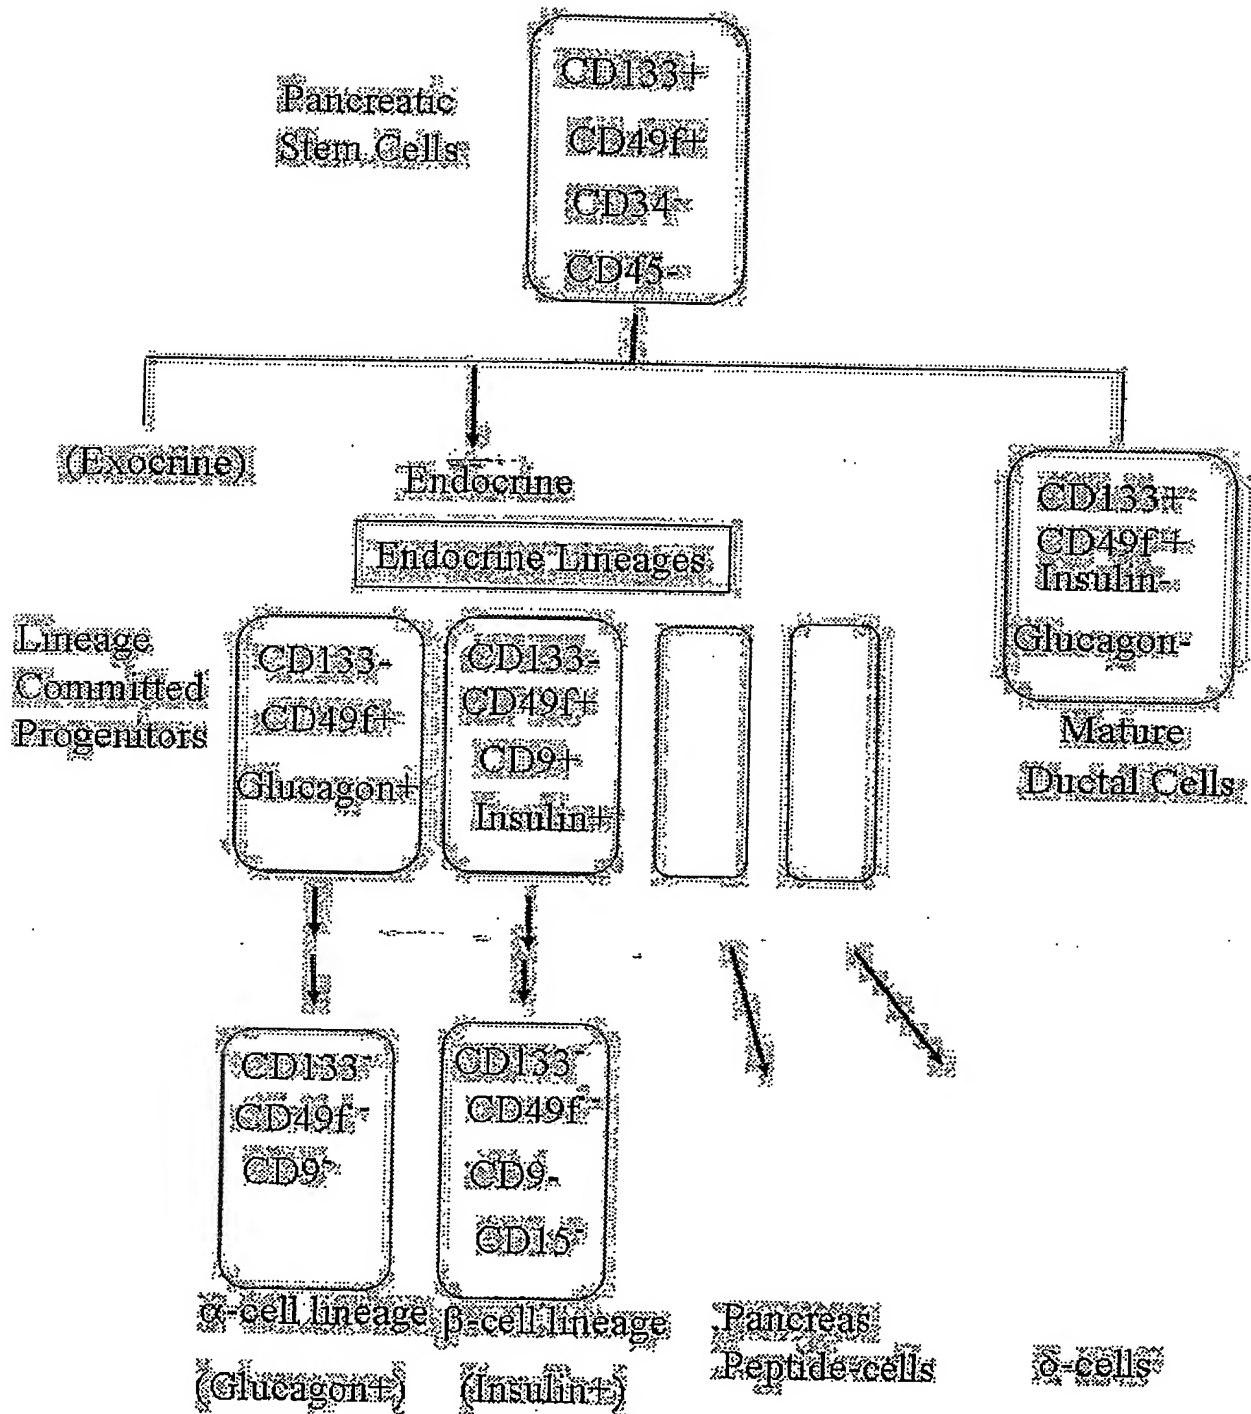 CD133+
Pancreatic
Stem Cells
CD49f+
CD34-
CD45-
(Exocrine)
Endocrine
Endocrine Lineages
CD133+
CD49f+
Insulin-
Glucagon-
Mature
Ductal Cells
Lineage
Committed
Progenitors
CD133-
CD49f+
Glucagon+
CD133-
CD49f+
CD9+
Insulin+
CD133-
CD49f-
CD9-
α-cell lineage
(Glucagon+)
CD133-
CD49f-
CD9-
CD15-
β-cell lineage
(Insulin+)
Pancreas
Peptide-cells
δ-cells